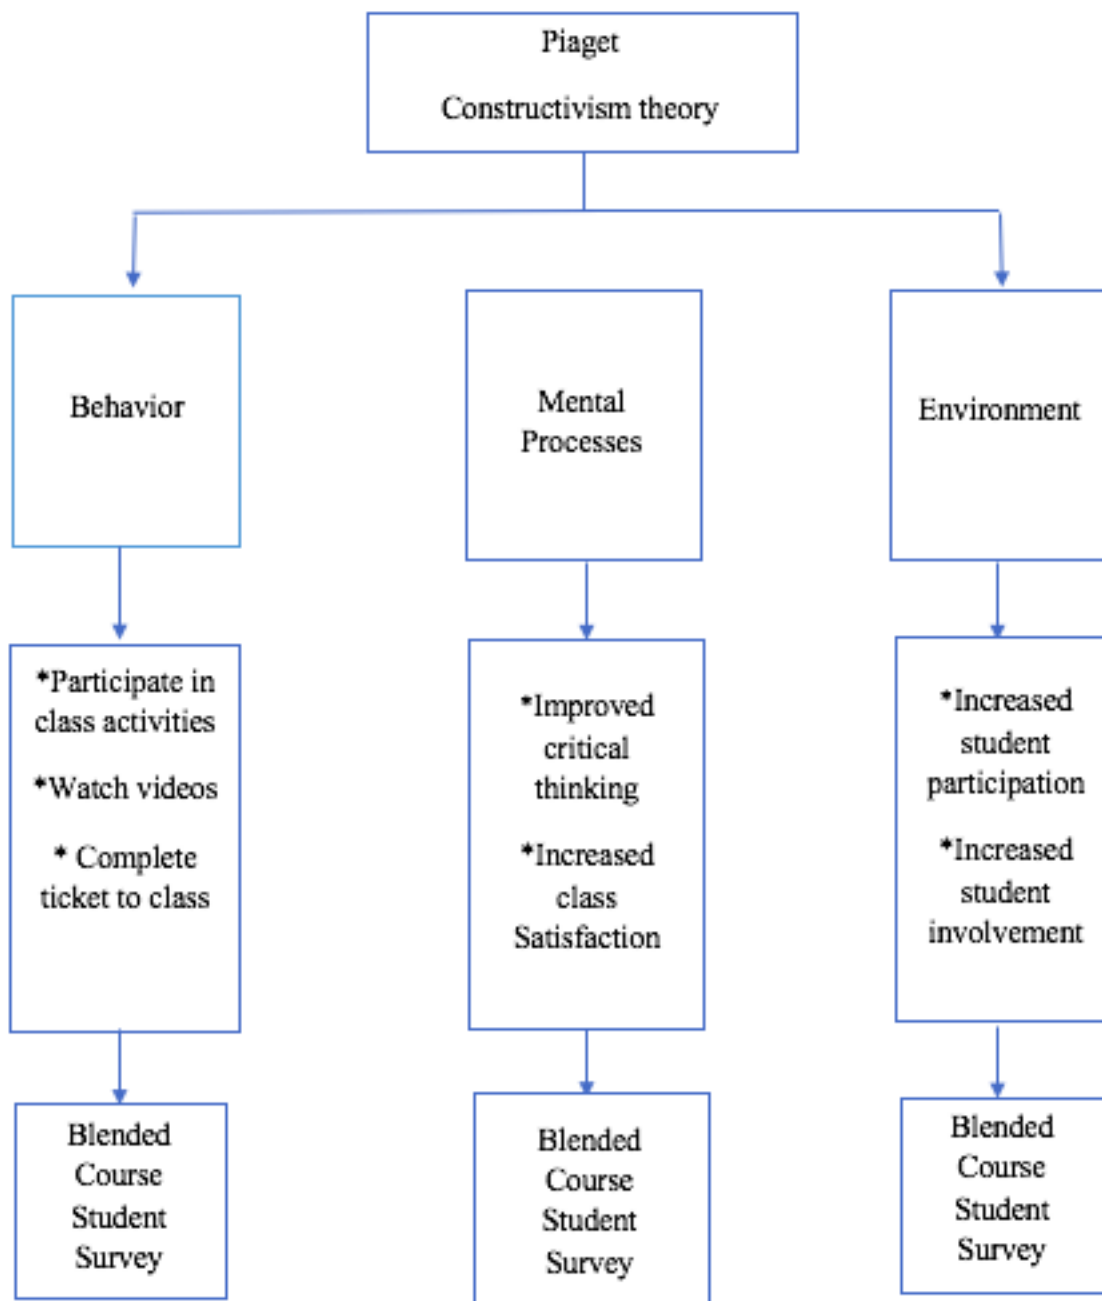 Piaget
Constructivism theory
Behavior
Mental
Processes
Environment
*Participate in
class activities
*Watch videos
* Complete
ticket to class
*Improved
critical
thinking
*Increased
class
Satisfaction
*Increased
student
participation
*Increased
student
involvement
Blended
Course
Student
Survey
Blended
Course
Student
Survey
Blended
Course
Student
Survey